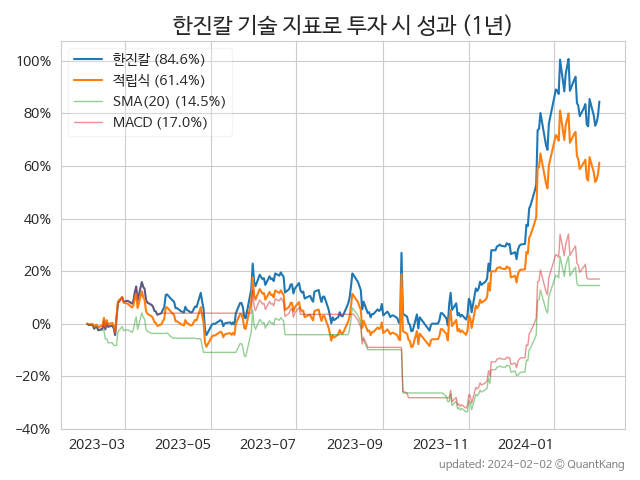 한진칼 기술 지표로 투자 시 성과 (1년)
100%
80%
60%
40%
20%
0%
−20%
−40%
한진칼 (84.6%)
적립식 (61.4%)
SMA(20) (14.5%)
MACD (17.0%)
2023-03
2023-05
2023-07
2023-09
2023-11
2024-01
updated: 2024-02-02 © QuantKang